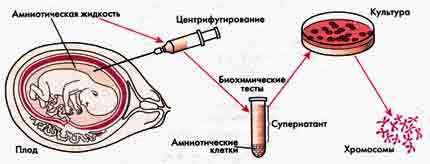 Амниотическая жидкость
Центрифугирование
Культура
Биохимические
тесты
Супернатант
Плод
Амниотические
клетки
Хромосомы